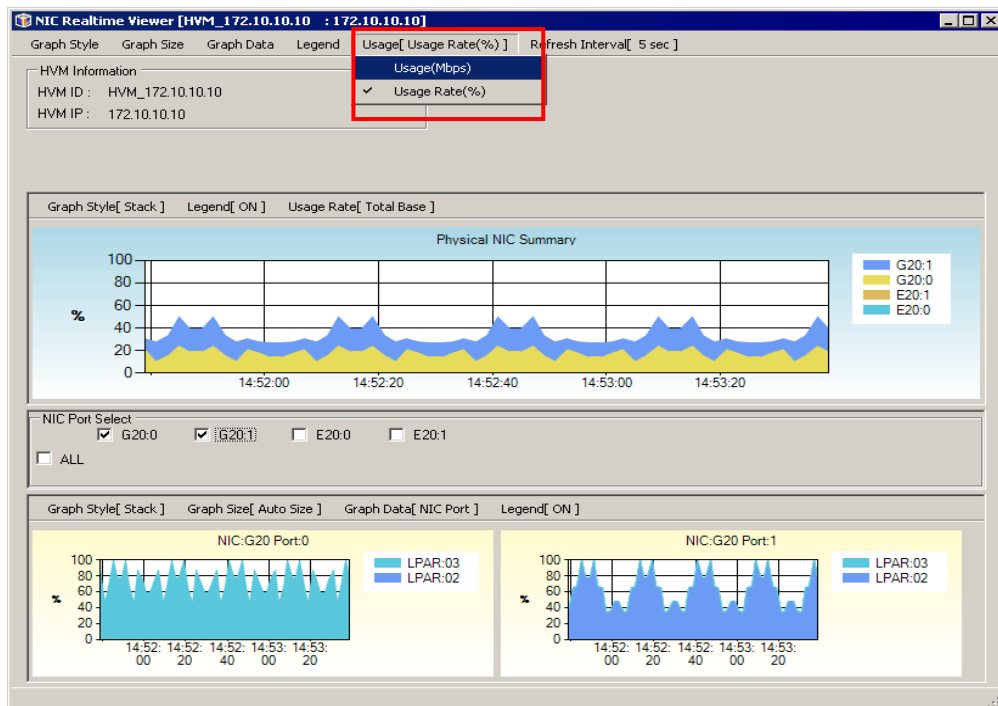 NIC Realtime Viewer [HVM_172.10.10.10 : 172.10.10.10]
Graph Style Graph Size Graph Data Legend Usage[ Usage Rate(%) ] Refresh Interval[ 5 sec ]
Usage(Mbps)
Usage Rate(%)
HVM Information
HVM ID : HVM_172.10.10.10
HVM IP : 172.10.10.10
Graph Style[ Stack ] Legend[ ON ] Usage Rate[ Total Base ]
Physical NIC Summary
100
80
60
40
20
0
%
14:52:00 14:52:20 14:52:40 14:53:00 14:53:20
G20:1
G20:0
E20:1
E20:0
NIC Port Select
G20:0 G20:1 E20:0 E20:1
ALL
Graph Style[ Stack ] Graph Size[ Auto Size ] Graph Data[ NIC Port ] Legend[ ON ]
NIC:G20 Port:0
100
80
60
40
20
0
%
14:52: 14:52: 14:52: 14:53: 14:53:
00 20 40 00 20
LPAR:03
LPAR:02
NIC:G20 Port:1
100
80
60
40
20
0
%
14:52: 14:52: 14:52: 14:53: 14:53:
00 20 40 00 20
LPAR:03
LPAR:02